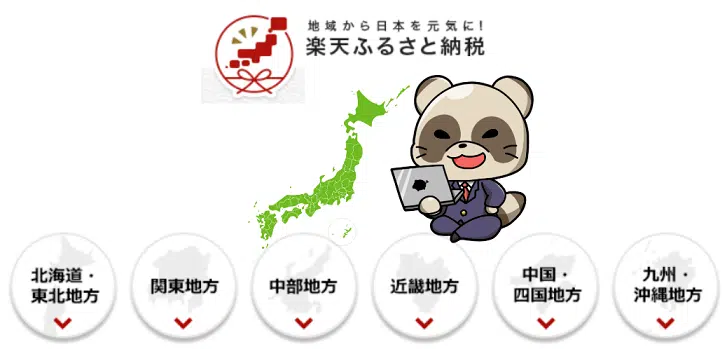 地域から日本を元気に!
楽天ふるさと納税
北海道・
東北地方
関東地方
中部地方
近畿地方
中国・
四国地方
九州・
沖縄地方